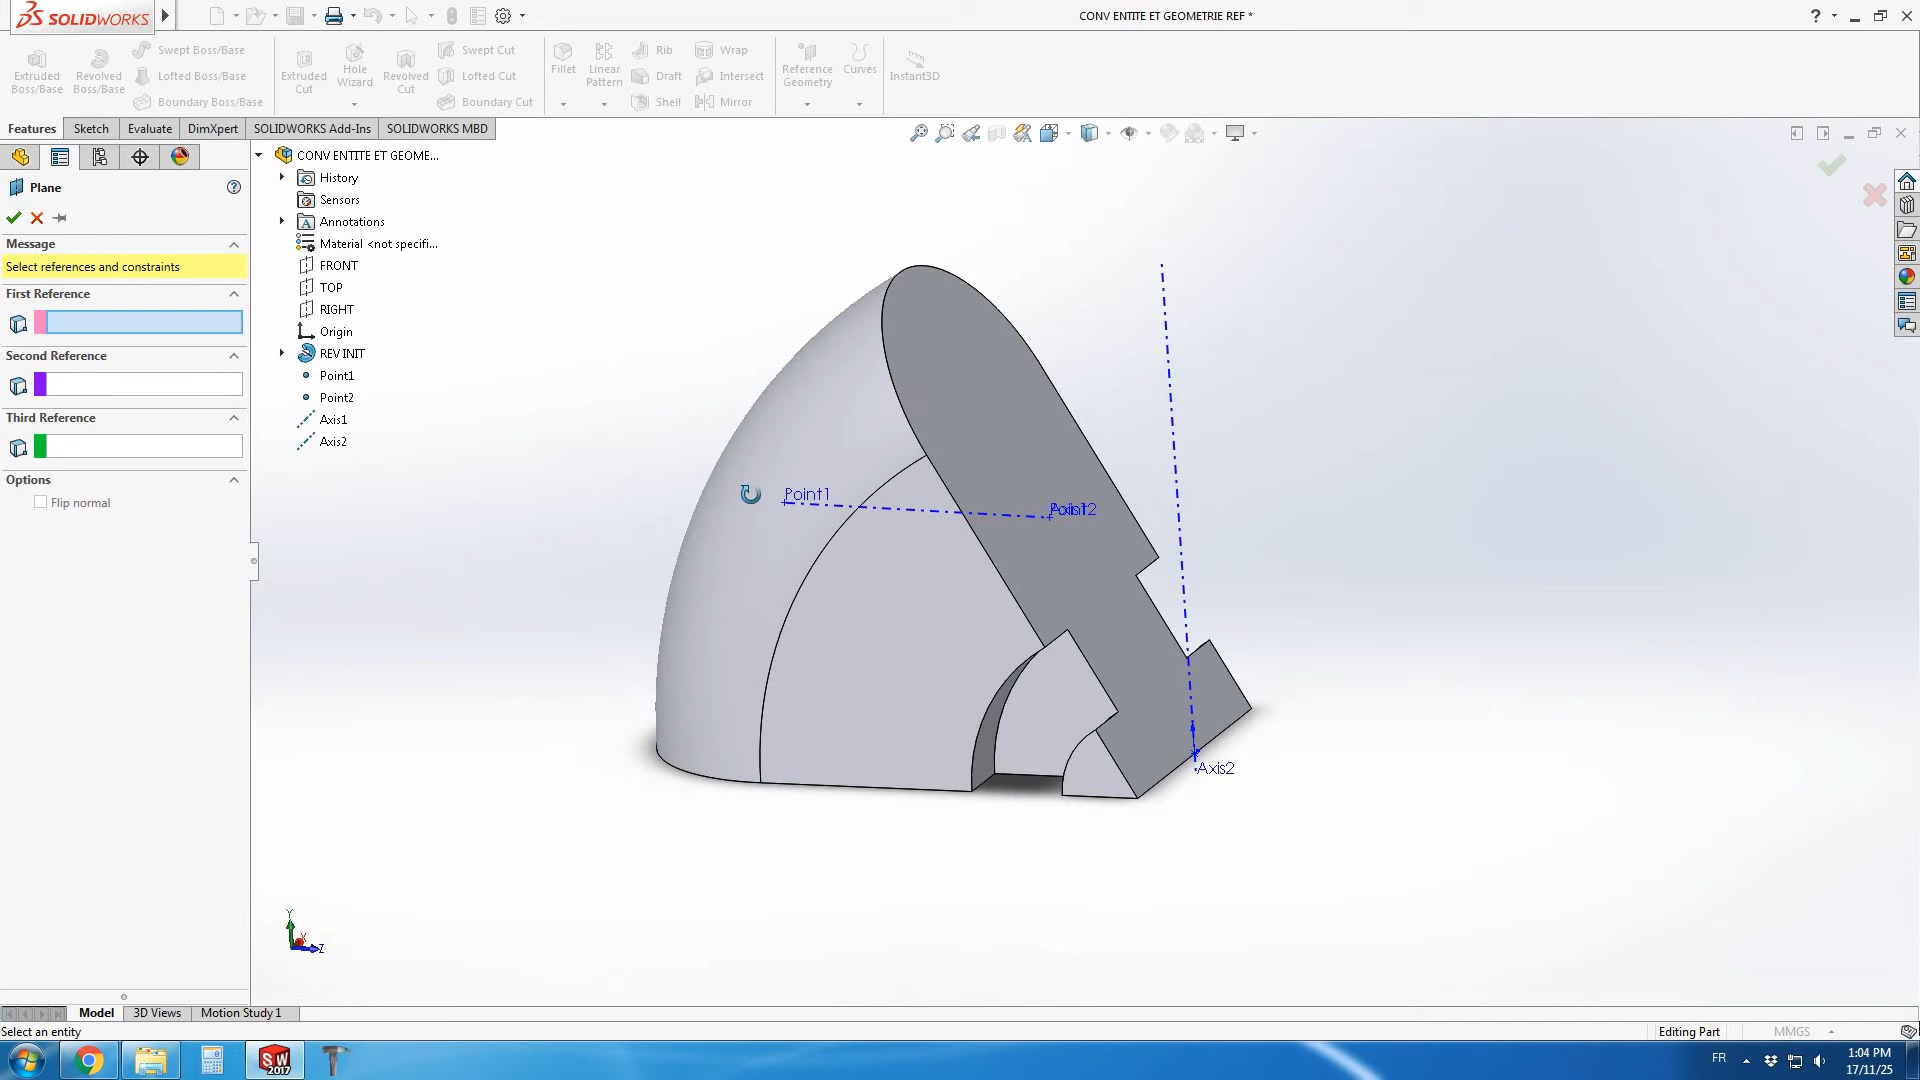 SOLIDWORKS
CONV ENTITE ET GEOMETRIE REF *
Extruded Boss/Base
Revolved Boss/Base
Swept Boss/Base
Lofted Boss/Base
Boundary Boss/Base
Extruded Cut
Hole Wizard
Revolved Cut
Swept Cut
Lofted Cut
Boundary Cut
Fillet
Linear Pattern
Rib
Draft
Shell
Wrap
Intersect
Mirror
Reference Geometry
Curves
Instant3D
Features
Sketch
Evaluate
DimXpert
SOLIDWORKS Add-Ins
SOLIDWORKS MBD
Plane
Message
Select references and constraints
First Reference
Second Reference
Third Reference
Options
Flip normal
CONV ENTITE ET GEOME...
History
Sensors
Annotations
Material <not specifi...
FRONT
TOP
RIGHT
Origin
REV INIT
Point1
Point2
Axis1
Axis2
Point1
Axis2
Y
X
Z
Model
3D Views
Motion Study 1
Select an entity
Editing Part
MMGS
SW
2017
FR
1:04 PM
17/11/25